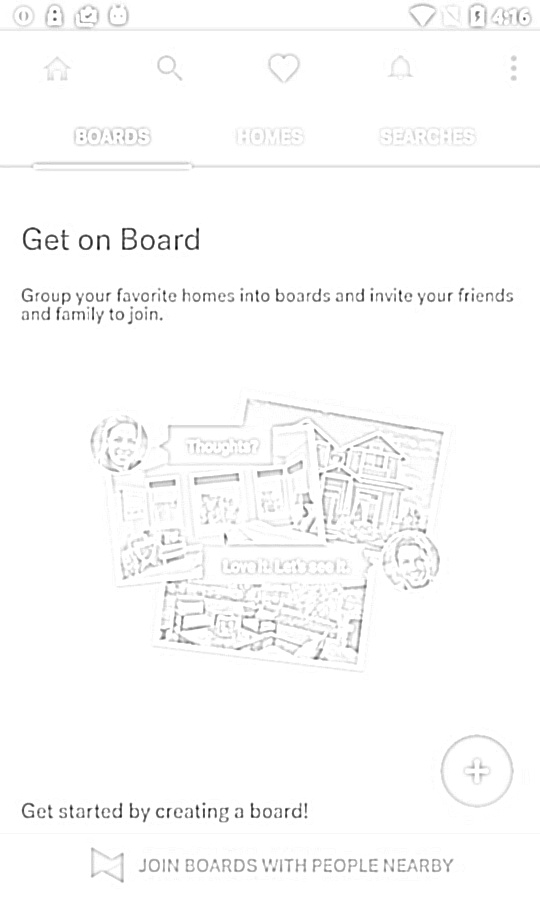 4:16
BOARDS
HOMES
SEARCHES
Get on Board
Group your favorite homes into boards and invite your friends
and family to join.
Thoughts?
Love it. Let's see it.
Get started by creating a board!
JOIN BOARDS WITH PEOPLE NEARBY